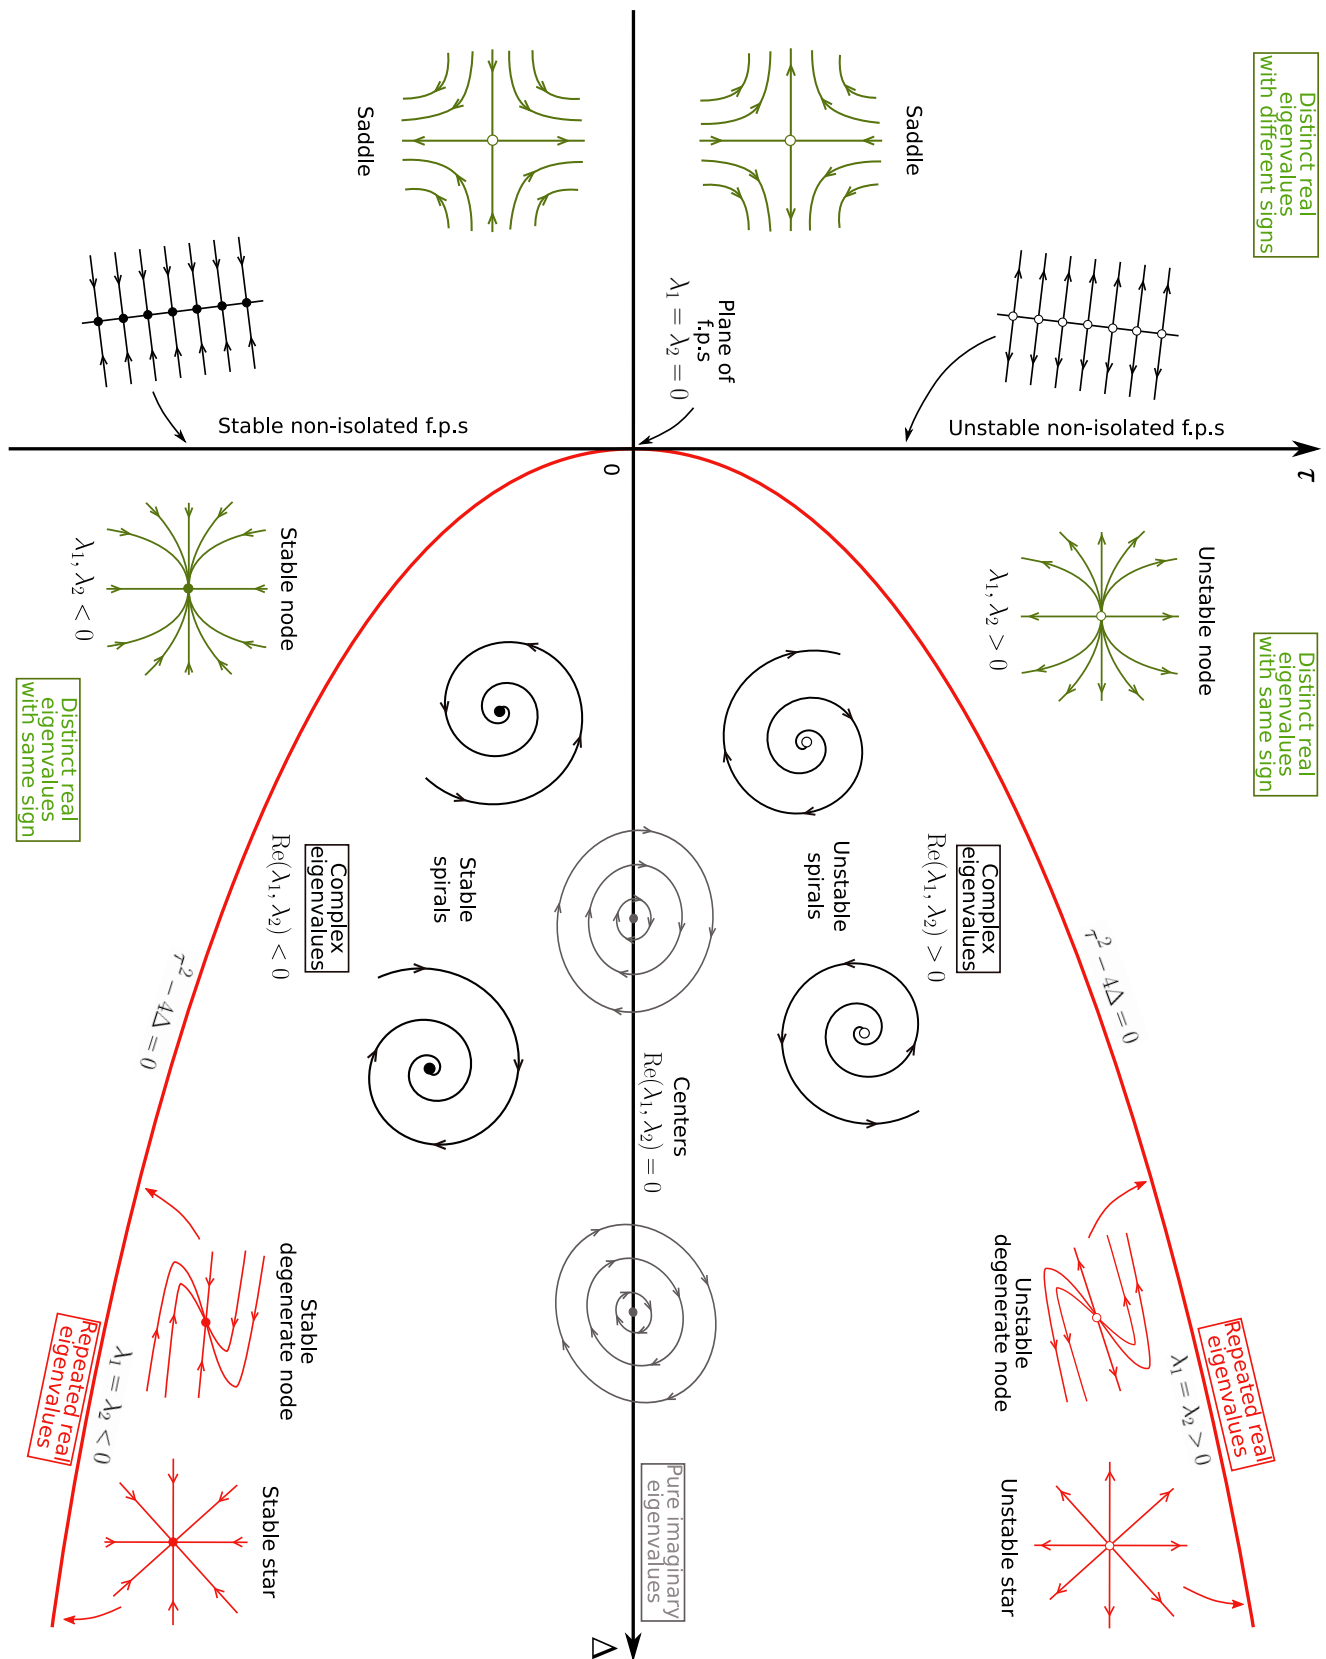 τ
Distinct real
eigenvalues
with different signs
Saddle
Saddle
Unstable non-isolated f.p.s
Plane of
f.p.s
λ₁ = λ₂ = 0
Stable non-isolated f.p.s
0
Distinct real
eigenvalues
with same sign
Unstable node
λ₁, λ₂ > 0
Stable node
λ₁, λ₂ < 0
Distinct real
eigenvalues
with same sign
Complex
eigenvalues
Re(λ₁, λ₂) > 0
Unstable
spirals
Stable
spirals
Complex
eigenvalues
Re(λ₁, λ₂) < 0
τ² − 4Δ = 0
τ² − 4Δ = 0
Centers
Re(λ₁, λ₂) = 0
Unstable
degenerate node
Repeated real
eigenvalues
λ₁ = λ₂ > 0
Unstable star
Stable
degenerate node
Repeated real
eigenvalues
λ₁ = λ₂ < 0
Stable star
Pure imaginary
eigenvalues
Δ